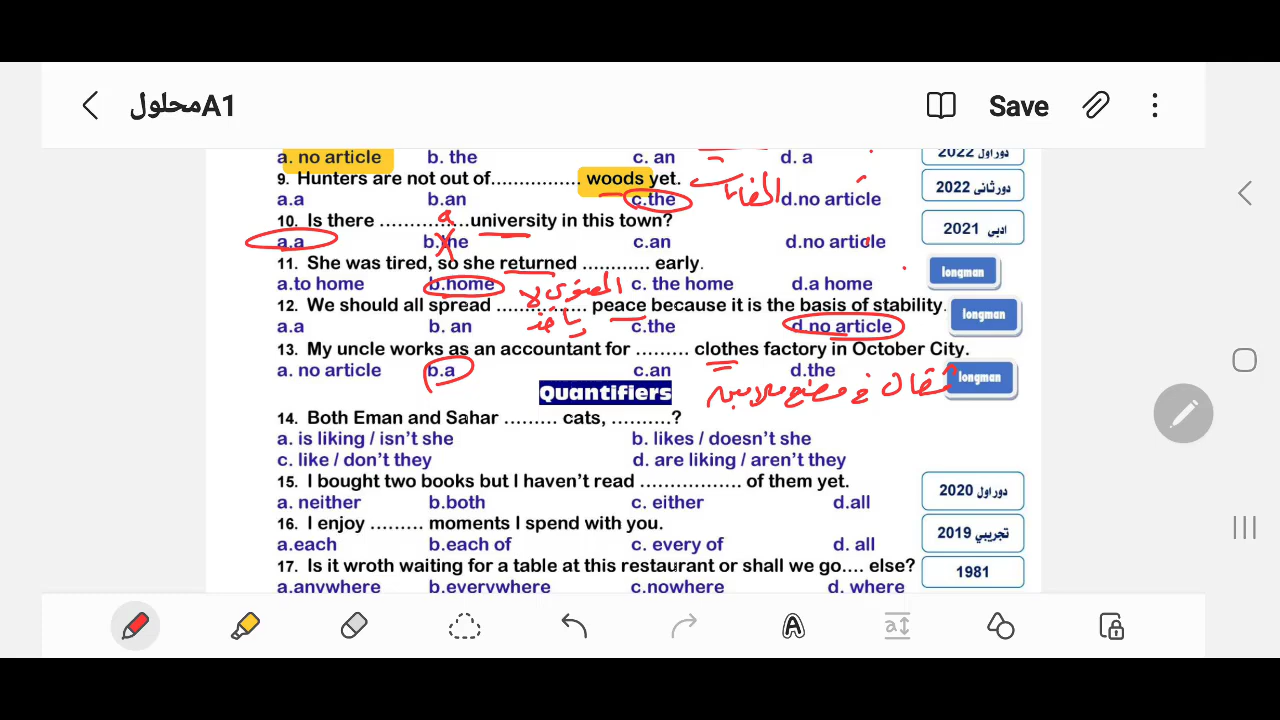 محلولA1
Save
a. no article b. the c. an d. a
دور اول 2022
9. Hunters are not out of................ woods yet.
الغابات
دور ثانى 2022
a.a b.an c.the d.no article
a
10. Is there ....................university in this town?
ادبى 2021
a.a b.the c.an d.no article
11. She was tired, so she returned ............ early.
longman
a.to home b.home c. the home d.a home
12. We should all spread ................ peace because it is the basis of stability.
longman
a.a b. an c.the d.no article
13. My uncle works as an accountant for ......... clothes factory in October City.
a. no article b.a c.an d.the
longman
Quantifiers
14. Both Eman and Sahar ......... cats, ..........?
a. is liking / isn't she b. likes / doesn't she
c. like / don't they d. are liking / aren't they
15. I bought two books but I haven't read ................. of them yet.
دور اول 2020
a. neither b.both c. either d.all
16. I enjoy ......... moments I spend with you.
تجريبي 2019
a.each b.each of c. every of d. all
17. Is it wroth waiting for a table at this restaurant or shall we go.... else?
1981
a.anywhere b.everywhere c.nowhere d. where